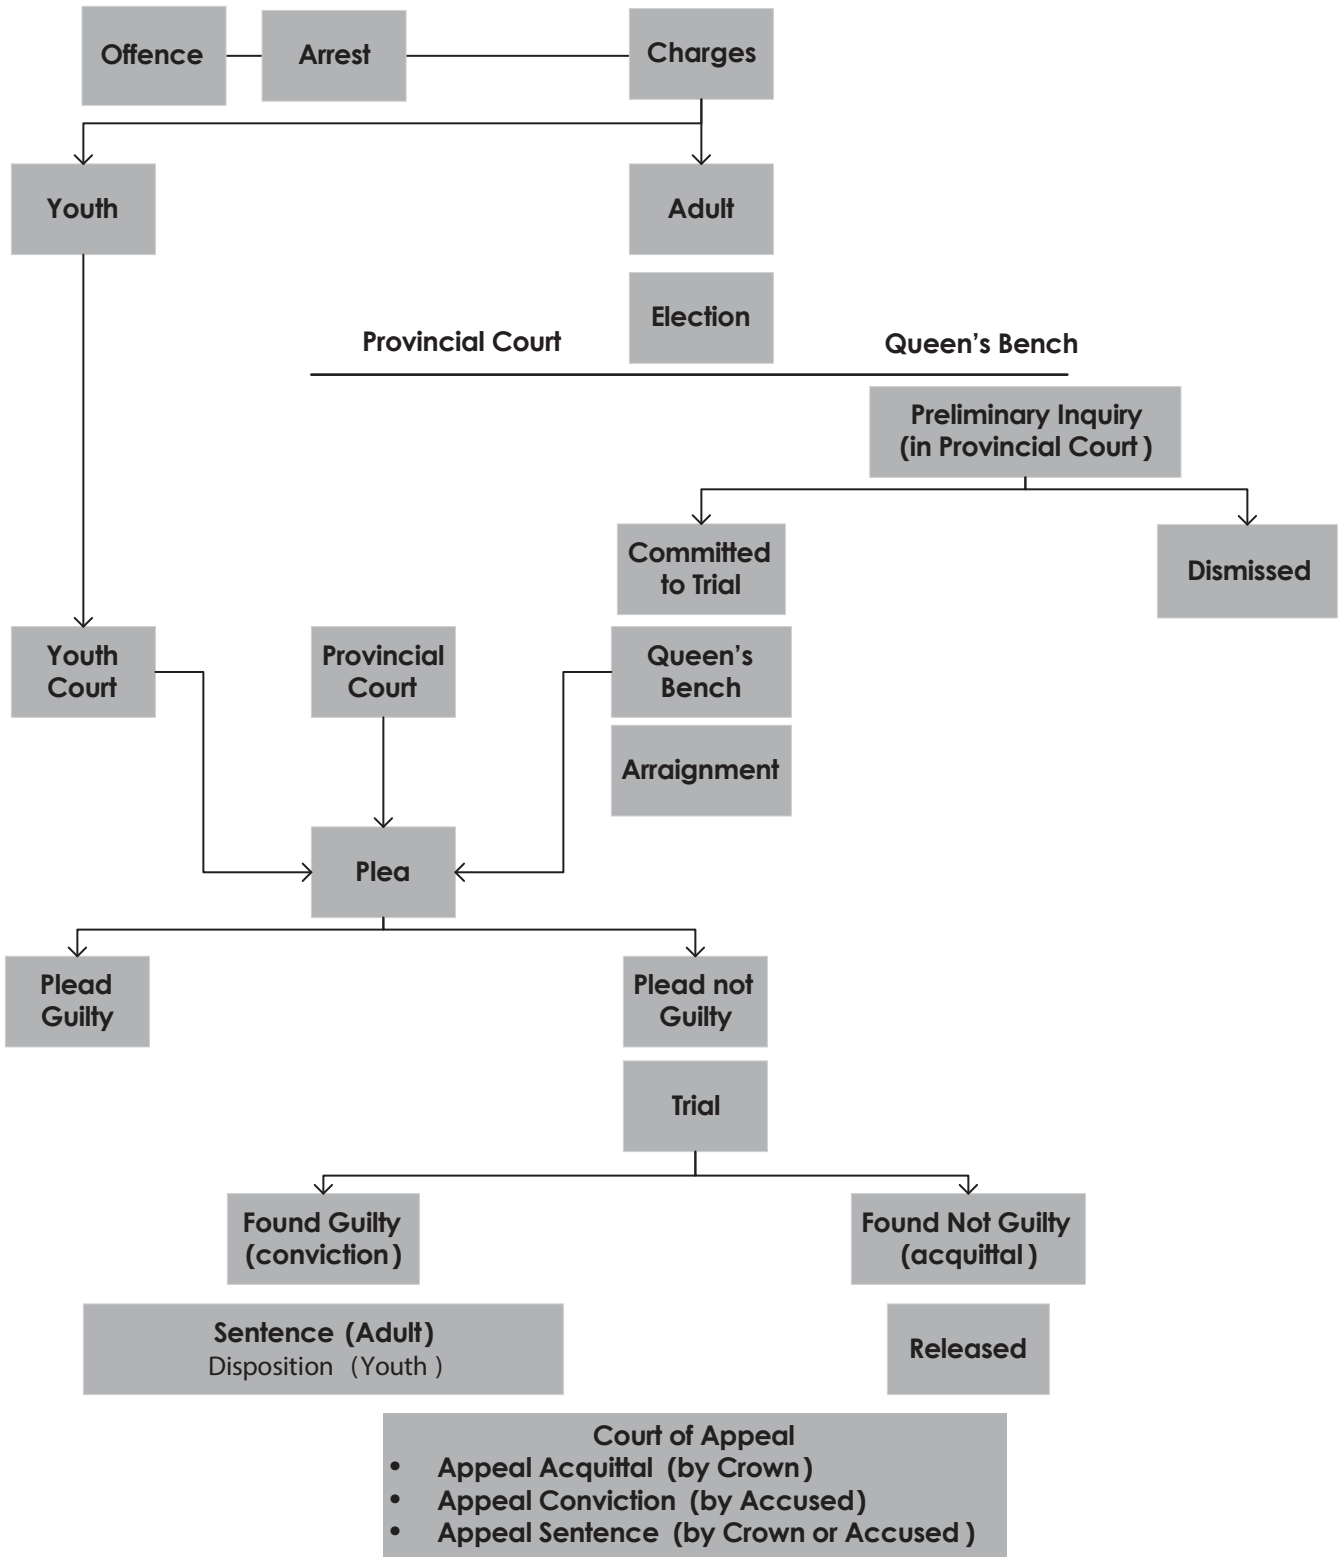 Offence
Arrest
Charges
Youth
Adult
Election
Provincial Court
Queen's Bench
Preliminary Inquiry
(in Provincial Court)
Committed
to Trial
Dismissed
Youth
Court
Provincial
Court
Queen's
Bench
Arraignment
Plea
Plead
Guilty
Plead not
Guilty
Trial
Found Guilty
(conviction)
Found Not Guilty
(acquittal)
Sentence (Adult)
Disposition (Youth)
Released
Court of Appeal
• Appeal Acquittal (by Crown)
• Appeal Conviction (by Accused)
• Appeal Sentence (by Crown or Accused)